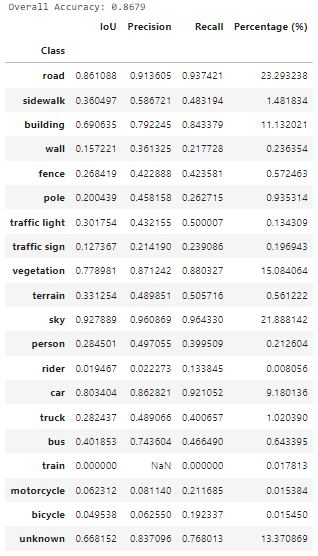 Overall Accuracy: 0.8679
IoU Precision Recall Percentage (%)
Class
road 0.861088 0.913605 0.937421 23.293238
sidewalk 0.360497 0.586721 0.483194 1.481834
building 0.690635 0.792245 0.843379 11.132021
wall 0.157221 0.361325 0.217728 0.236354
fence 0.268419 0.422888 0.423581 0.572463
pole 0.200439 0.458158 0.262715 0.935314
traffic light 0.301754 0.432155 0.500007 0.134309
traffic sign 0.127367 0.214190 0.239086 0.196943
vegetation 0.778981 0.871242 0.880327 15.084064
terrain 0.331254 0.489851 0.505716 0.561222
sky 0.927889 0.960869 0.964330 21.888142
person 0.284501 0.497055 0.399509 0.212604
rider 0.019467 0.022273 0.133845 0.008056
car 0.803404 0.862821 0.921052 9.180136
truck 0.282437 0.489066 0.400657 1.020390
bus 0.401853 0.743604 0.466490 0.643395
train 0.000000 NaN 0.000000 0.017813
motorcycle 0.062312 0.081140 0.211685 0.015384
bicycle 0.049538 0.062550 0.192337 0.015450
unknown 0.668152 0.837096 0.768013 13.370869